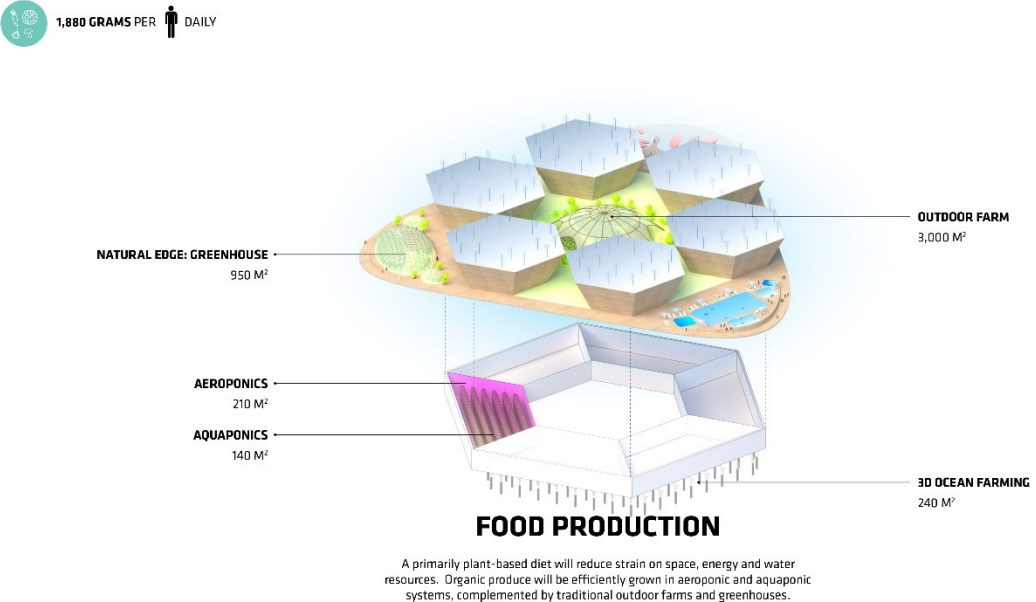 1,880 GRAMS PER DAILY
OUTDOOR FARM
3,000 M²
NATURAL EDGE: GREENHOUSE
950 M²
AEROPONICS
210 M²
AQUAPONICS
140 M²
3D OCEAN FARMING
240 M²
FOOD PRODUCTION
A primarily plant-based diet will reduce strain on space, energy and water
resources. Organic produce will be efficiently grown in aeroponic and aquaponic
systems, complemented by traditional outdoor farms and greenhouses.